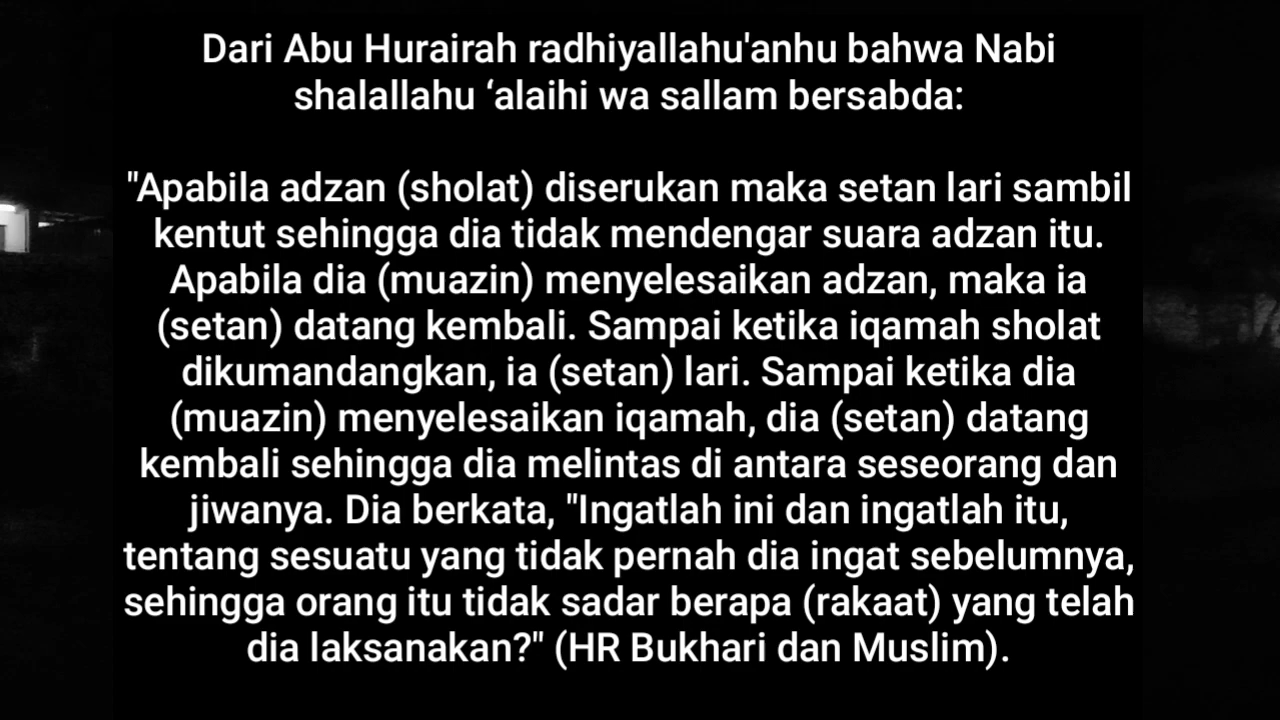 Dari Abu Hurairah radhiyallahu'anhu bahwa Nabi
shalallahu ‘alaihi wa sallam bersabda:
"Apabila adzan (sholat) diserukan maka setan lari sambil
kentut sehingga dia tidak mendengar suara adzan itu.
Apabila dia (muazin) menyelesaikan adzan, maka ia
(setan) datang kembali. Sampai ketika iqamah sholat
dikumandangkan, ia (setan) lari. Sampai ketika dia
(muazin) menyelesaikan iqamah, dia (setan) datang
kembali sehingga dia melintas di antara seseorang dan
jiwanya. Dia berkata, "Ingatlah ini dan ingatlah itu,
tentang sesuatu yang tidak pernah dia ingat sebelumnya,
sehingga orang itu tidak sadar berapa (rakaat) yang telah
dia laksanakan?" (HR Bukhari dan Muslim).